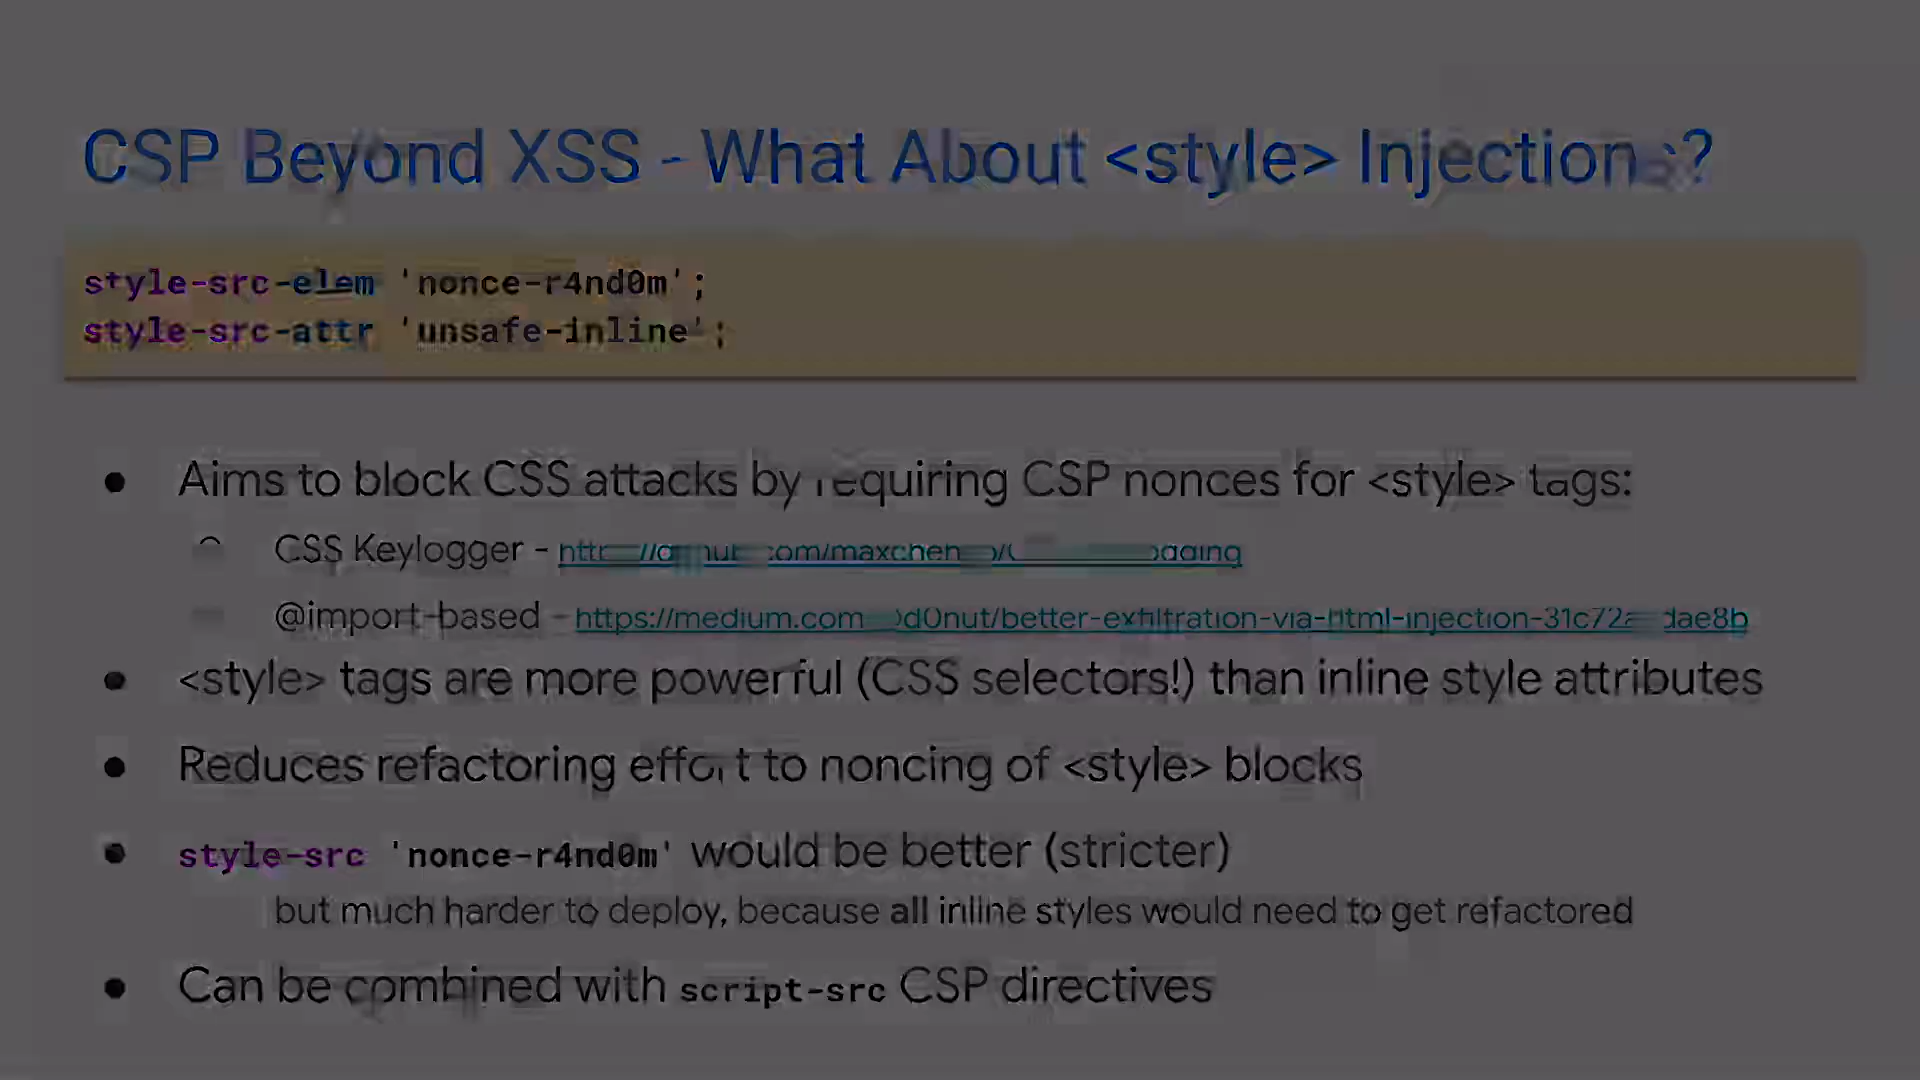 CSP Beyond XSS - What About <style> Injections?
style-src-elem 'nonce-r4nd0m';
style-src-attr 'unsafe-inline';
Aims to block CSS attacks by requiring CSP nonces for <style> tags:
CSS Keylogger -
@import-based -
<style> tags are more powerful (CSS selectors!) than inline style attributes
Reduces refactoring effort to noncing of <style> blocks
style-src 'nonce-r4nd0m' would be better (stricter)
but much harder to deploy, because all inline styles would need to get refactored
Can be combined with script-src CSP directives